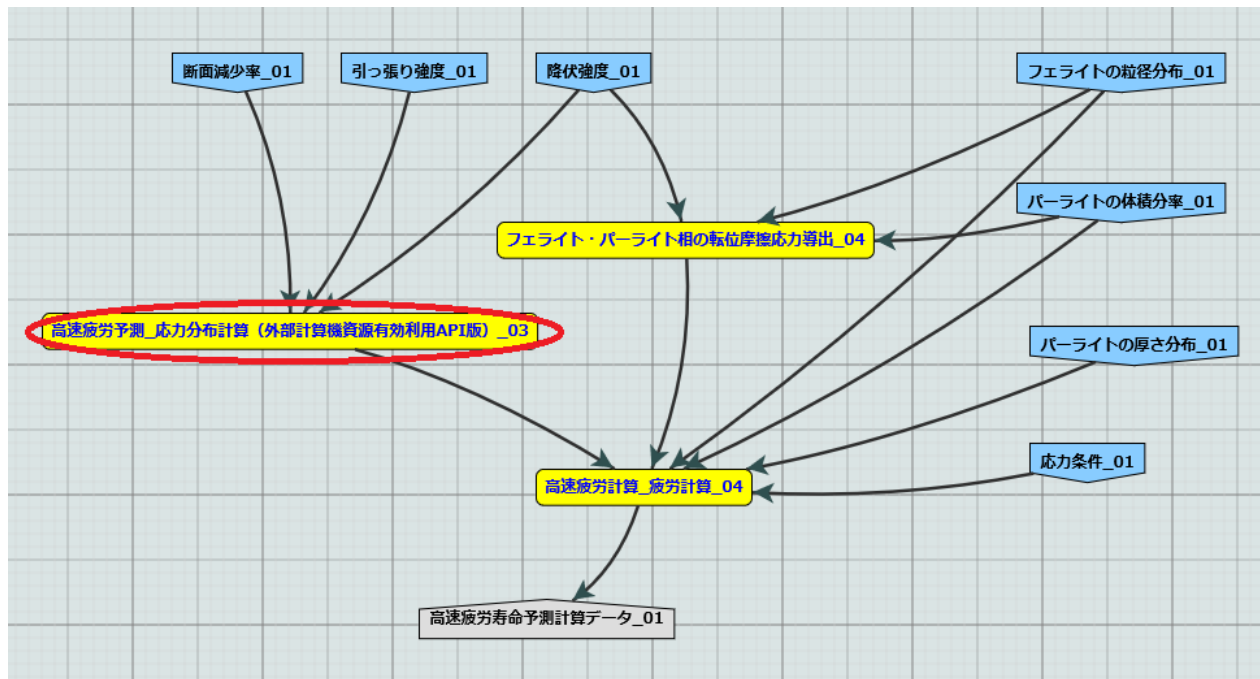 断面減少率_01
引っ張り強度_01
降伏強度_01
フェライトの粒径分布_01
パーライトの体積分率_01
フェライト・パーライト相の転位摩擦応力導出_04
高速疲労予測_応力分布計算（外部計算機資源有効利用API版）_03
パーライトの厚さ分布_01
応力条件_01
高速疲労計算_疲労計算_04
高速疲労寿命予測計算データ_01